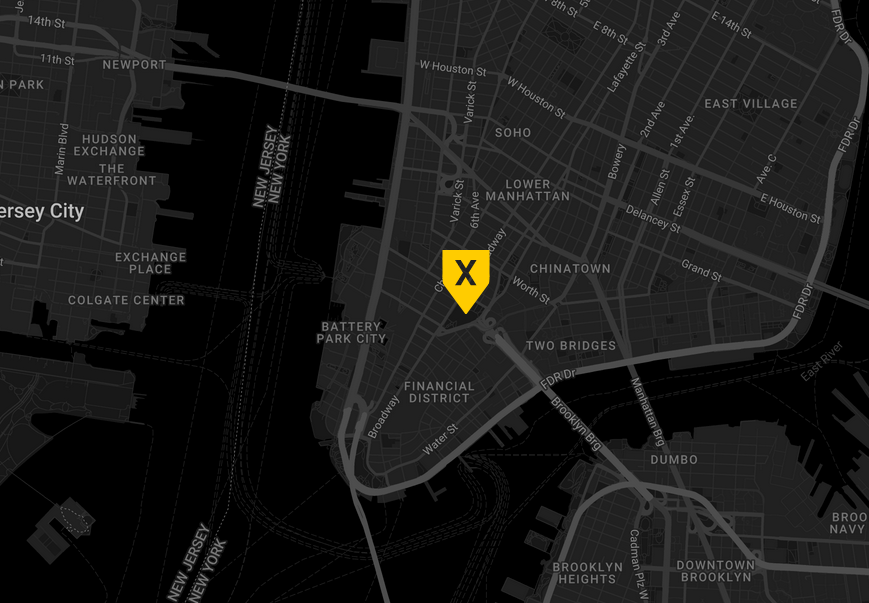 14th St
11th St
NEWPORT
N PARK
HUDSON
EXCHANGE
THE
WATERFRONT
Marin Blvd
ersey City
EXCHANGE
PLACE
COLGATE CENTER
NEW JERSEY
NEW YORK
NEW JERSEY
NEW YORK
E 8th St
E 14th St
3rd Ave
FDR Dr
W Houston St
W Houston St
Lafayette St
Varick St
SOHO
EAST VILLAGE
2nd Ave
1st Ave
FDR Dr
Bowery
Ave. C
LOWER
MANHATTAN
Varick St
6th Ave
Allen St
Essex St
E Houston St
Delancey St
X
CHINATOWN
Grand St
Worth St
FDR Dr
BATTERY
PARK CITY
TWO BRIDGES
East River
FINANCIAL
DISTRICT
FDR Dr
Broadway
Water St
Brooklyn Brg
Manhattan Brg
DUMBO
BROO
NAVY
Cadman Plz W
BROOKLYN
HEIGHTS
DOWNTOWN
BROOKLYN